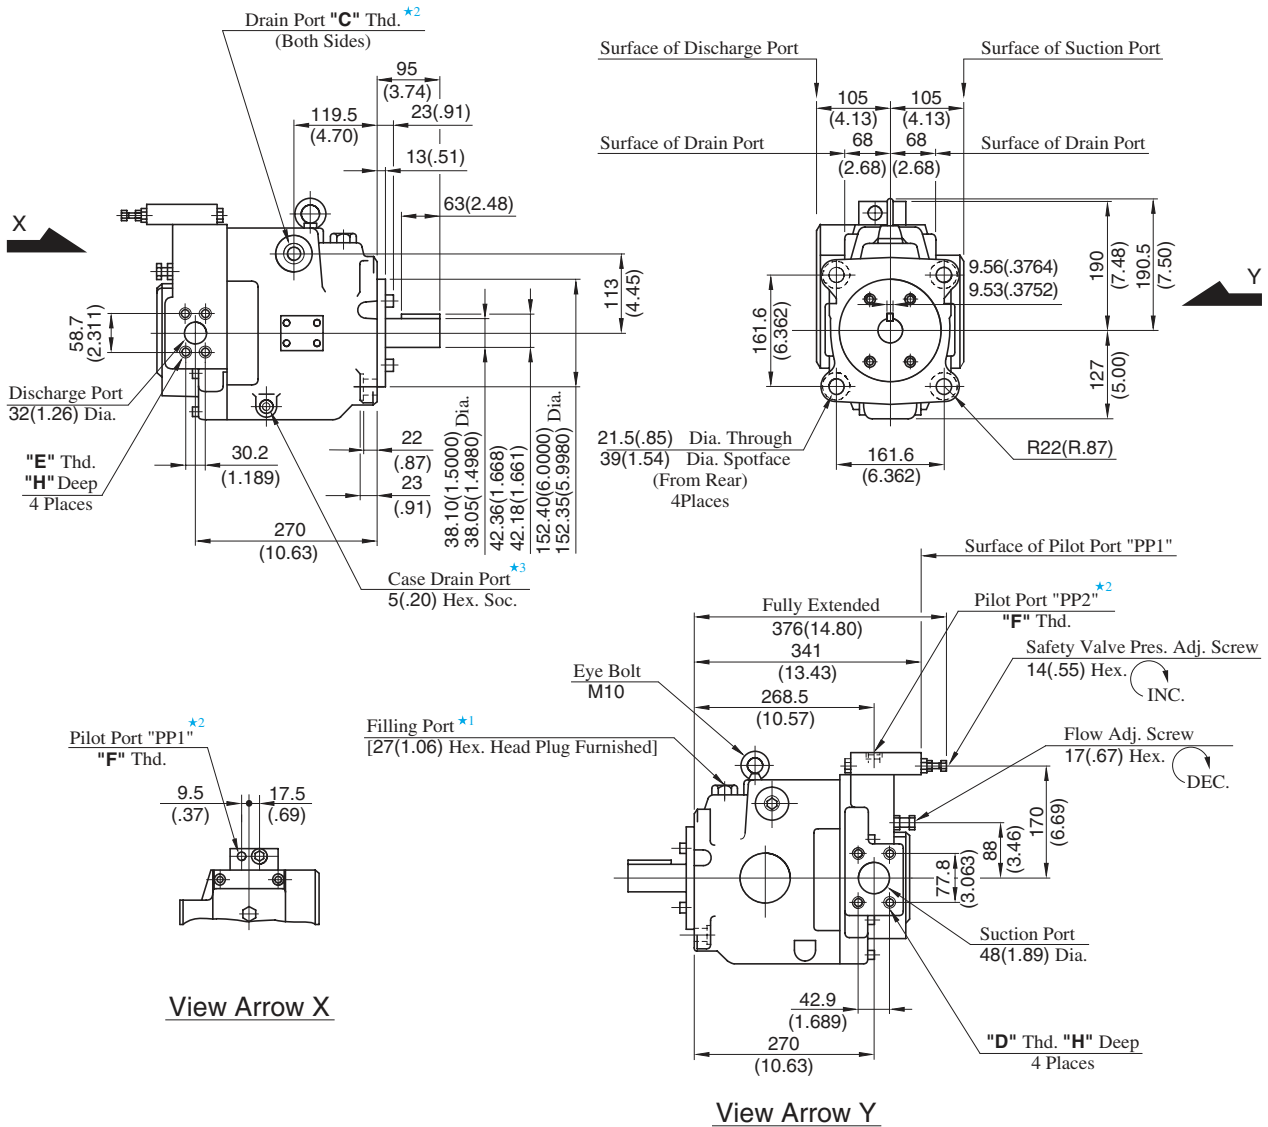 Drain Port "C" Thd. ★2
(Both Sides)
95
(3.74)
119.5
(4.70)
23(.91)
13(.51)
63(2.48)
X
113
(4.45)
58.7
(2.311)
Discharge Port
32(1.26) Dia.
"E" Thd.
"H" Deep
4 Places
30.2
(1.189)
22
(.87)
23
(.91)
270
(10.63)
38.10(1.5000) Dia.
38.05(1.4980)
42.36(1.668)
42.18(1.661)
152.40(6.0000) Dia.
152.35(5.9980)
Case Drain Port ★3
5(.20) Hex. Soc.
Surface of Discharge Port
Surface of Suction Port
105
(4.13)
105
(4.13)
Surface of Drain Port
68
(2.68)
68
(2.68)
Surface of Drain Port
190
(7.48)
190.5
(7.50)
9.56(.3764)
9.53(.3752)
Y
161.6
(6.362)
127
(5.00)
21.5(.85) Dia. Through
39(1.54) Dia. Spotface
(From Rear)
4Places
161.6
(6.362)
R22(R.87)
Surface of Pilot Port "PP1"
Fully Extended
376(14.80)
Pilot Port "PP2" ★2
"F" Thd.
341
(13.43)
Safety Valve Pres. Adj. Screw
14(.55) Hex.
INC.
Eye Bolt
M10
268.5
(10.57)
Filling Port ★1
[27(1.06) Hex. Head Plug Furnished]
Flow Adj. Screw
17(.67) Hex.
DEC.
170
(6.69)
88
(3.46)
77.8
(3.063)
Suction Port
48(1.89) Dia.
42.9
(1.689)
270
(10.63)
"D" Thd. "H" Deep
4 Places
View Arrow Y
Pilot Port "PP1" ★2
"F" Thd.
9.5
(.37)
17.5
(.69)
View Arrow X